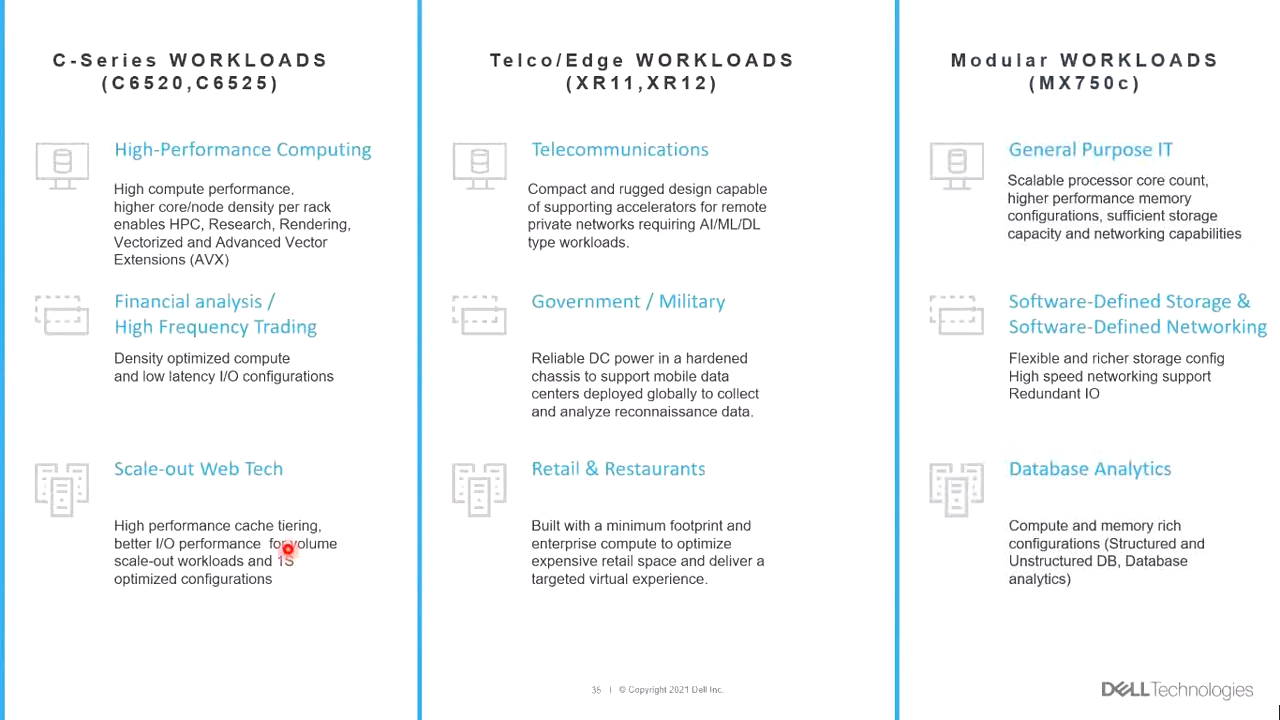 C-Series WORKLOADS
(C6520,C6525)
High-Performance Computing
High compute performance,
higher core/node density per rack
enables HPC, Research, Rendering,
Vectorized and Advanced Vector
Extensions (AVX)
Financial analysis /
High Frequency Trading
Density optimized compute
and low latency I/O configurations
Scale-out Web Tech
High performance cache tiering,
better I/O performance for volume
scale-out workloads and 1S
optimized configurations
Telco/Edge WORKLOADS
(XR11,XR12)
Telecommunications
Compact and rugged design capable
of supporting accelerators for remote
private networks requiring AI/ML/DL
type workloads.
Government / Military
Reliable DC power in a hardened
chassis to support mobile data
centers deployed globally to collect
and analyze reconnaissance data.
Retail & Restaurants
Built with a minimum footprint and
enterprise compute to optimize
expensive retail space and deliver a
targeted virtual experience.
Modular WORKLOADS
(MX750c)
General Purpose IT
Scalable processor core count,
higher performance memory
configurations, sufficient storage
capacity and networking capabilities
Software-Defined Storage &
Software-Defined Networking
Flexible and richer storage config
High speed networking support
Redundant IO
Database Analytics
Compute and memory rich
configurations (Structured and
Unstructured DB, Database
analytics)
35 | © Copyright 2021 Dell Inc.
DELLTechnologies